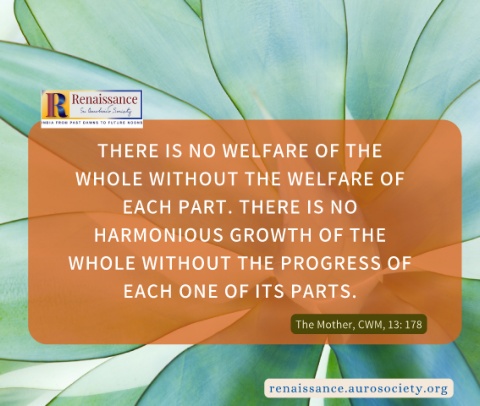 Renaissance
Sri Aurobindo Society
INDIA FROM PAST DAWNS TO FUTURE NOONS
THERE IS NO WELFARE OF THE
WHOLE WITHOUT THE WELFARE OF
EACH PART. THERE IS NO
HARMONIOUS GROWTH OF THE
WHOLE WITHOUT THE PROGRESS OF
EACH ONE OF ITS PARTS.
The Mother, CWM, 13: 178
renaissance.aurosociety.org